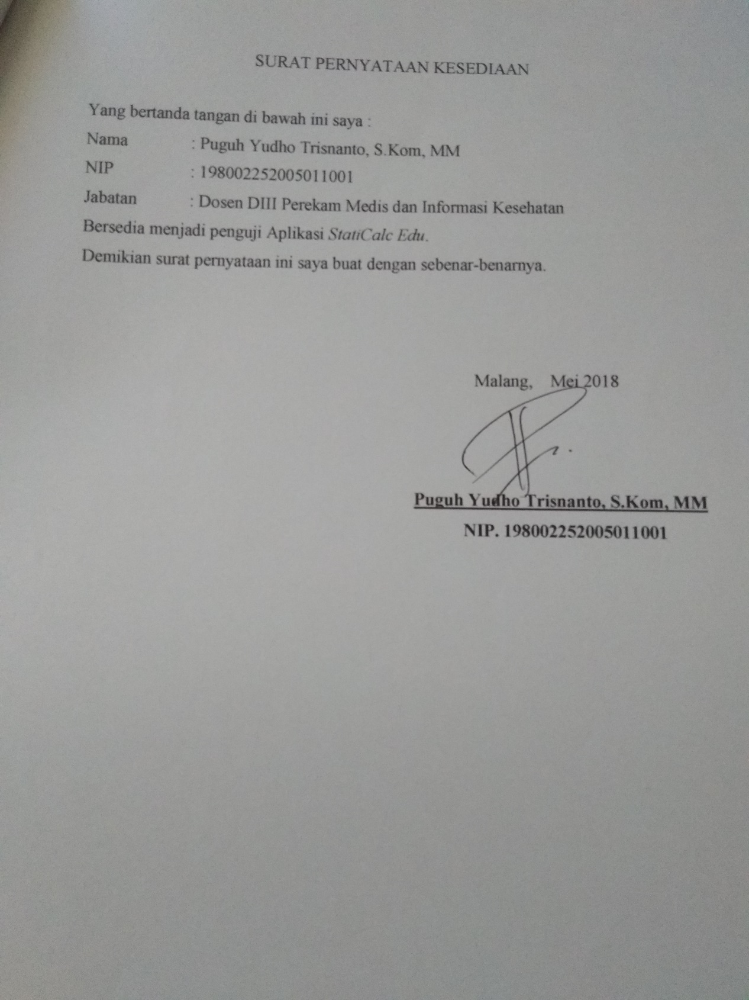 SURAT PERNYATAAN KESEDIAAN
Yang bertanda tangan di bawah ini saya :
Nama : Puguh Yudho Trisnanto, S.Kom, MM
NIP : 198002252005011001
Jabatan : Dosen DIII Perekam Medis dan Informasi Kesehatan
Bersedia menjadi penguji Aplikasi StatiCalc Edu.
Demikian surat pernyataan ini saya buat dengan sebenar-benarnya.
Malang, Mei 2018
Puguh Yudho Trisnanto, S.Kom, MM
NIP. 198002252005011001